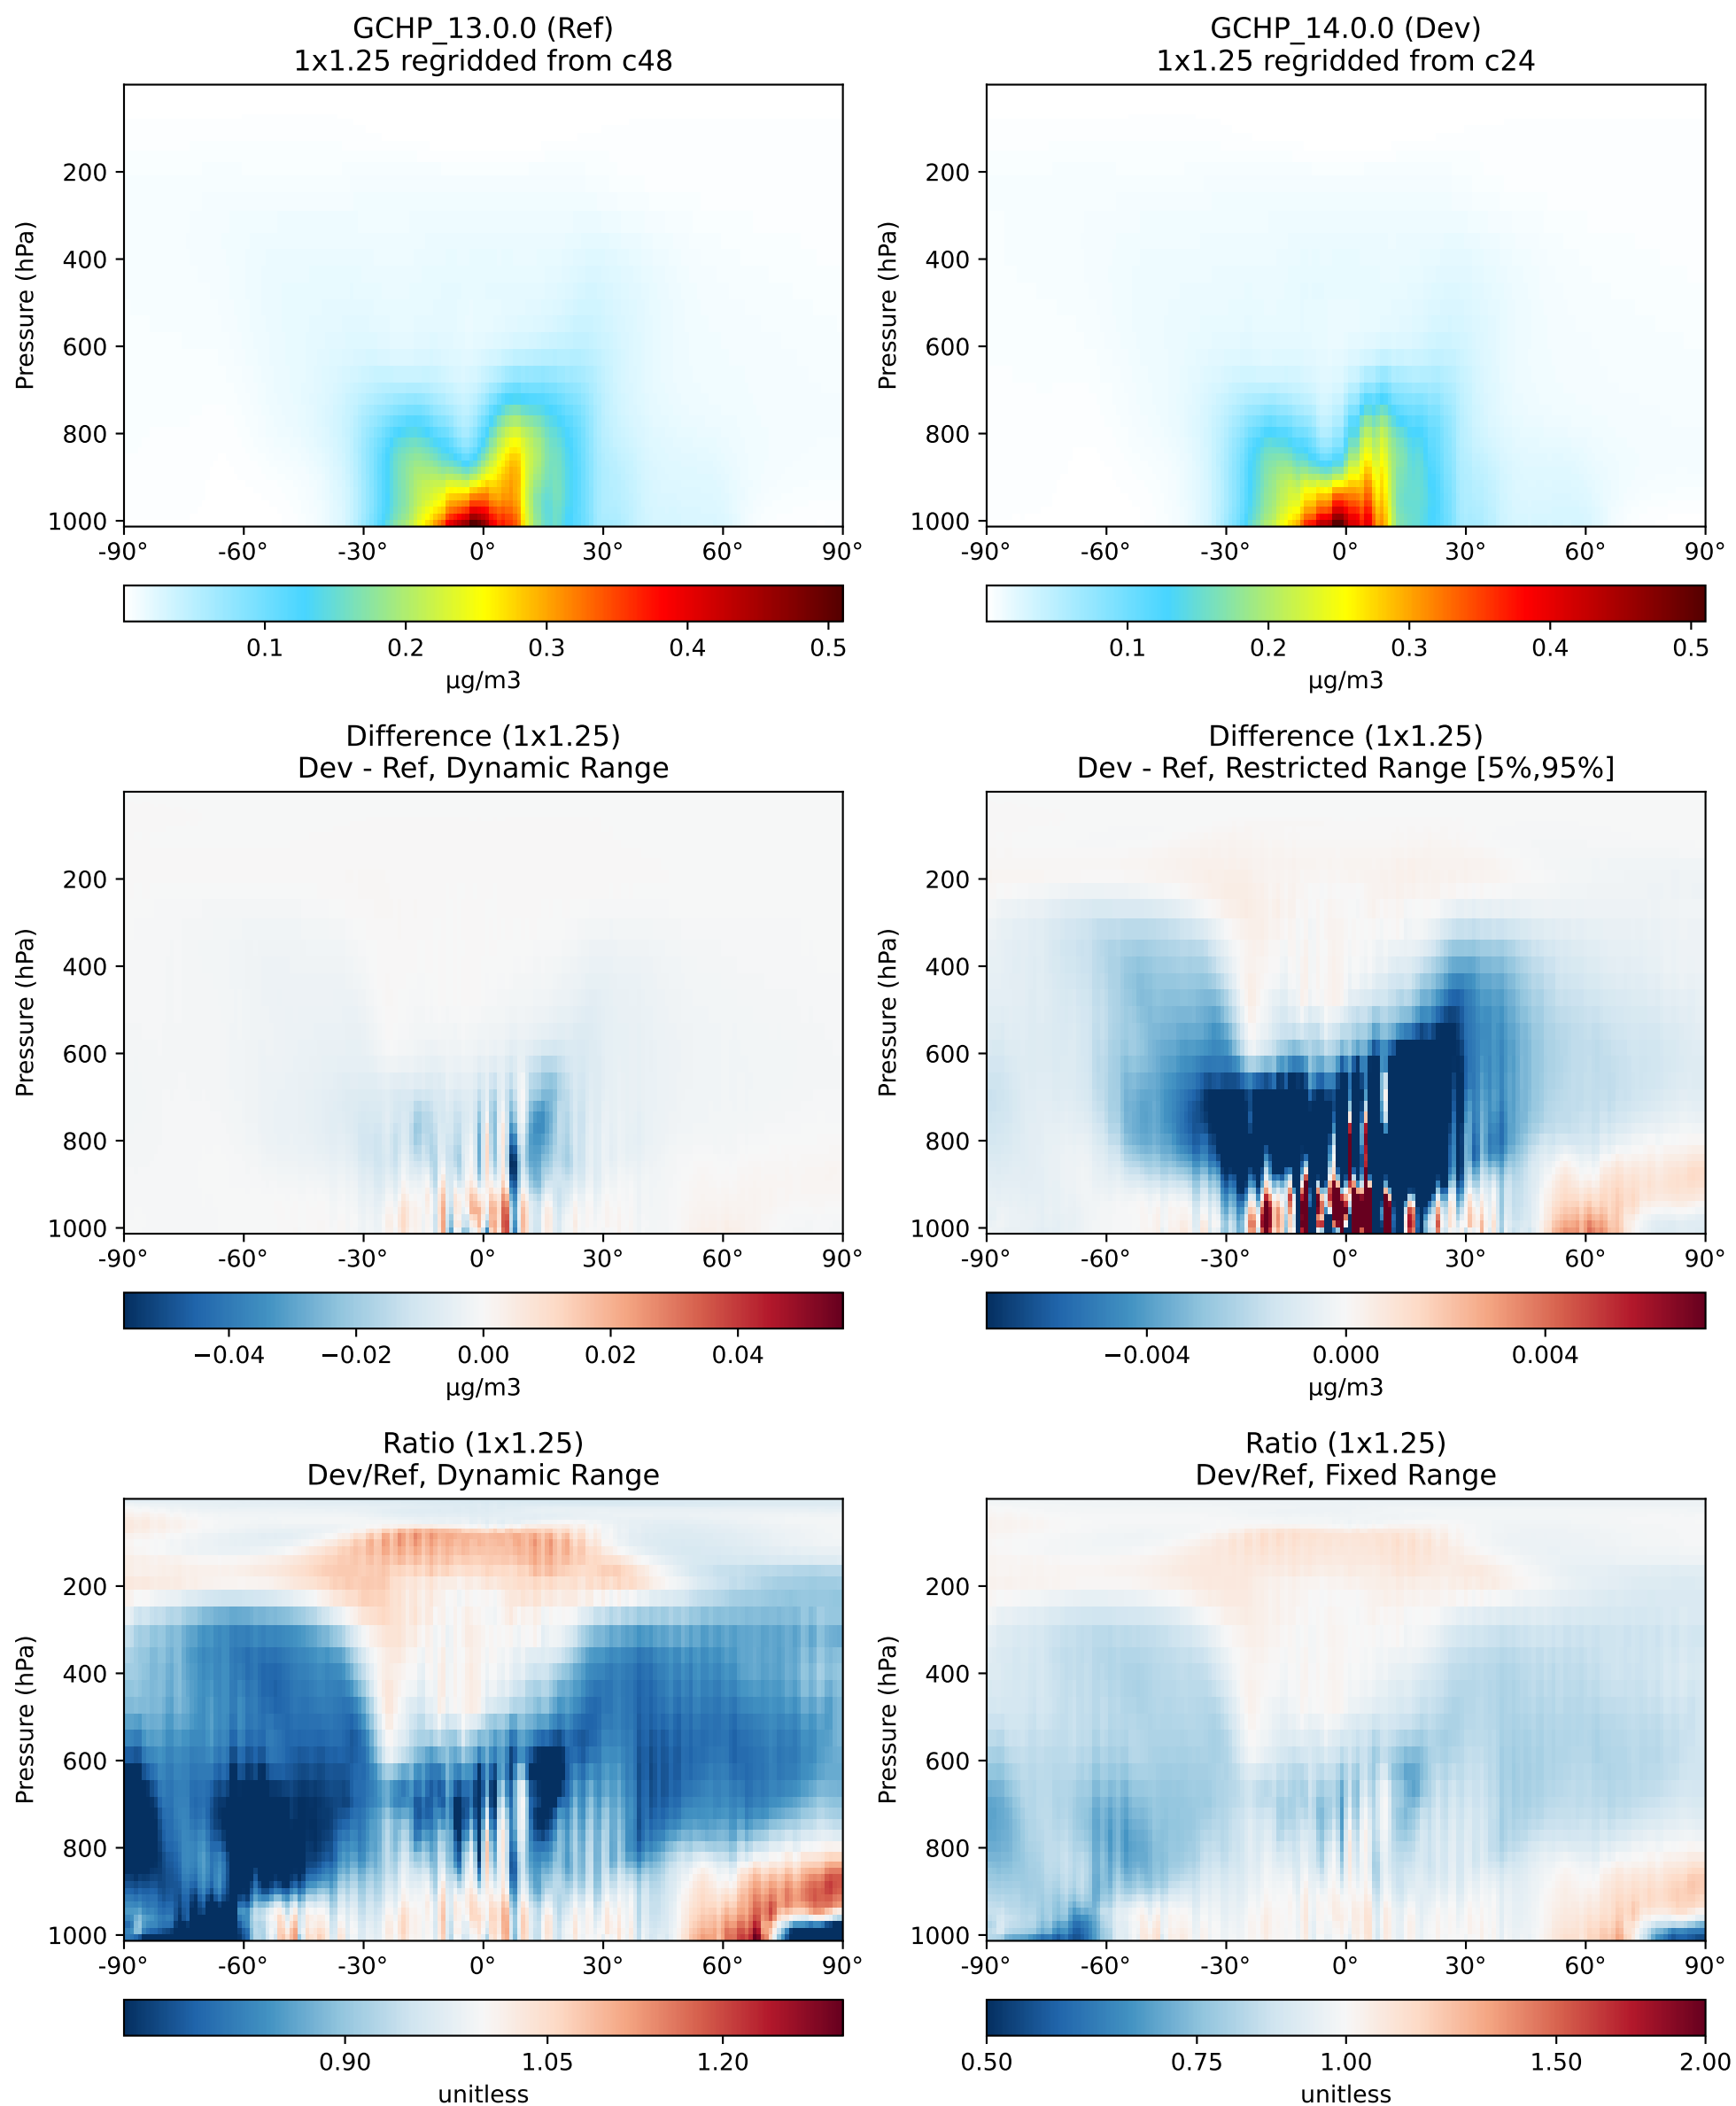 GCHP_13.0.0 (Ref)
1x1.25 regridded from c48
Pressure (hPa)
200
400
600
800
1000
-90° -60° -30° 0° 30° 60° 90°
0.1 0.2 0.3 0.4 0.5
μg/m3
GCHP_14.0.0 (Dev)
1x1.25 regridded from c24
Pressure (hPa)
200
400
600
800
1000
-90° -60° -30° 0° 30° 60° 90°
0.1 0.2 0.3 0.4 0.5
μg/m3
Difference (1x1.25)
Dev - Ref, Dynamic Range
Pressure (hPa)
200
400
600
800
1000
-90° -60° -30° 0° 30° 60° 90°
−0.04 −0.02 0.00 0.02 0.04
μg/m3
Difference (1x1.25)
Dev - Ref, Restricted Range [5%,95%]
Pressure (hPa)
200
400
600
800
1000
-90° -60° -30° 0° 30° 60° 90°
−0.004 0.000 0.004
μg/m3
Ratio (1x1.25)
Dev/Ref, Dynamic Range
Pressure (hPa)
200
400
600
800
1000
-90° -60° -30° 0° 30° 60° 90°
0.90 1.05 1.20
unitless
Ratio (1x1.25)
Dev/Ref, Fixed Range
Pressure (hPa)
200
400
600
800
1000
-90° -60° -30° 0° 30° 60° 90°
0.50 0.75 1.00 1.50 2.00
unitless